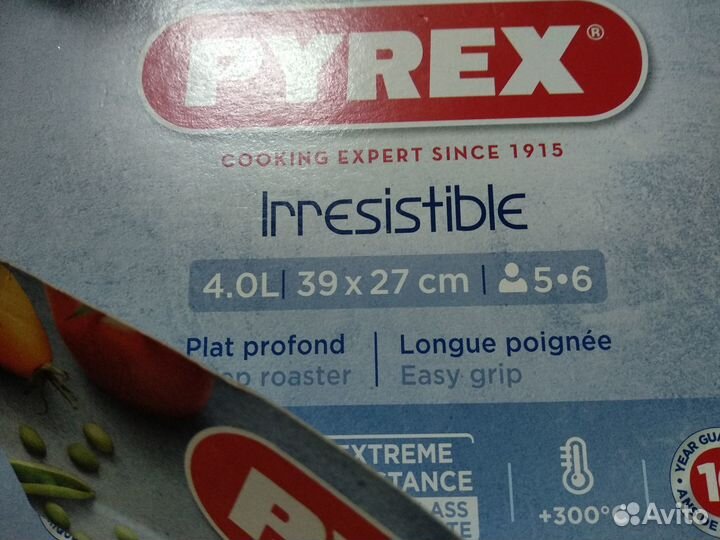 PYREX®
COOKING EXPERT SINCE 1915
Irresistible
4.0L | 39 x 27 cm | 5•6
Plat profond | Longue poignée
roaster | Easy grip
EXTREME
+300°
YEAR
Avito